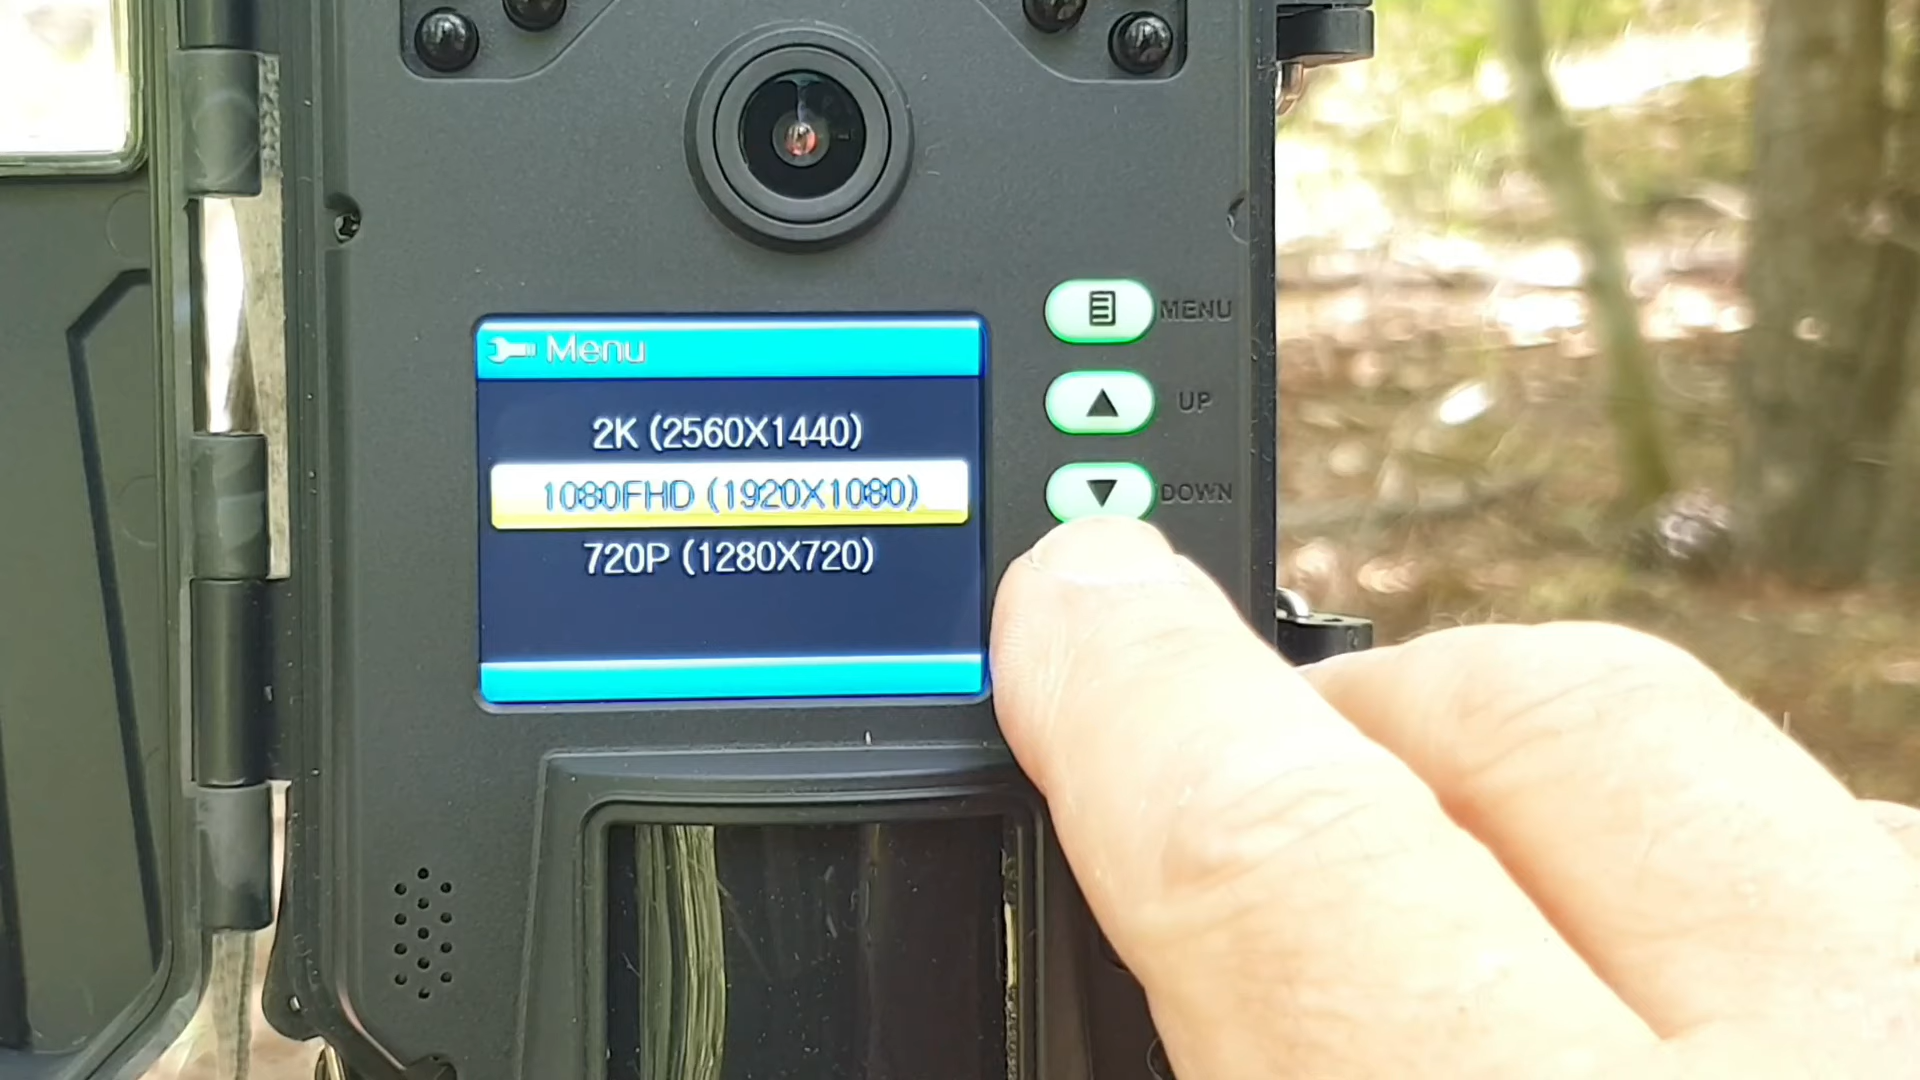 MENU
Menu
UP
2K (2560X1440)
1080FHD (1920X1080)
DOWN
720P (1280X720)